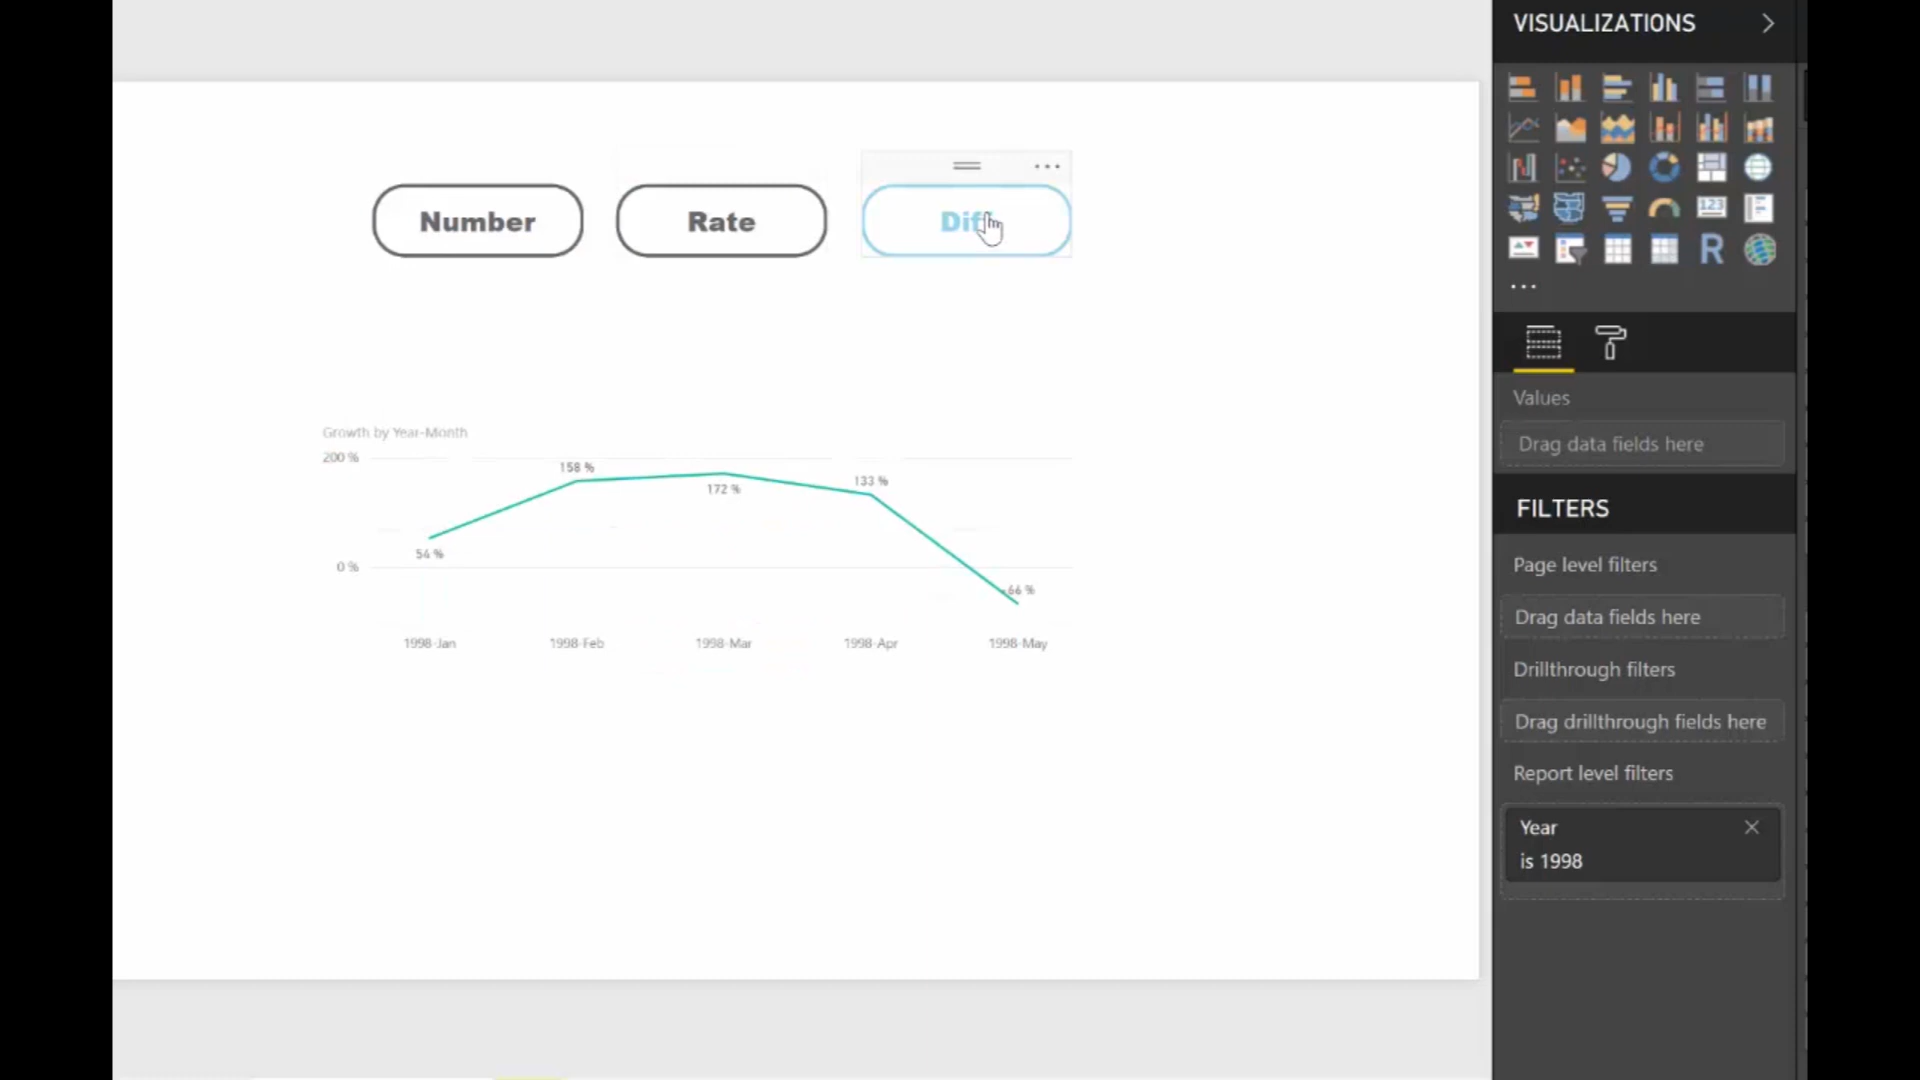 VISUALIZATIONS
Number
Rate
Growth by Year-Month
200 %
158 %
172 %
133 %
54 %
0 %
-66 %
1998-Jan
1998-Feb
1998-Mar
1998-Apr
1998-May
123
R
Values
Drag data fields here
FILTERS
Page level filters
Drag data fields here
Drillthrough filters
Drag drillthrough fields here
Report level filters
Year
is 1998